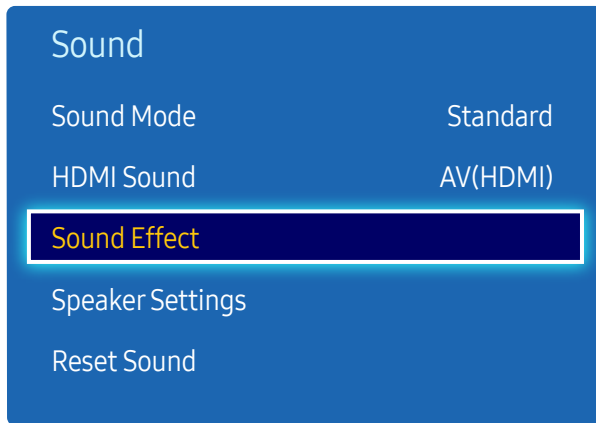 Sound
Sound Mode Standard
HDMI Sound AV(HDMI)
Sound Effect
Speaker Settings
Reset Sound